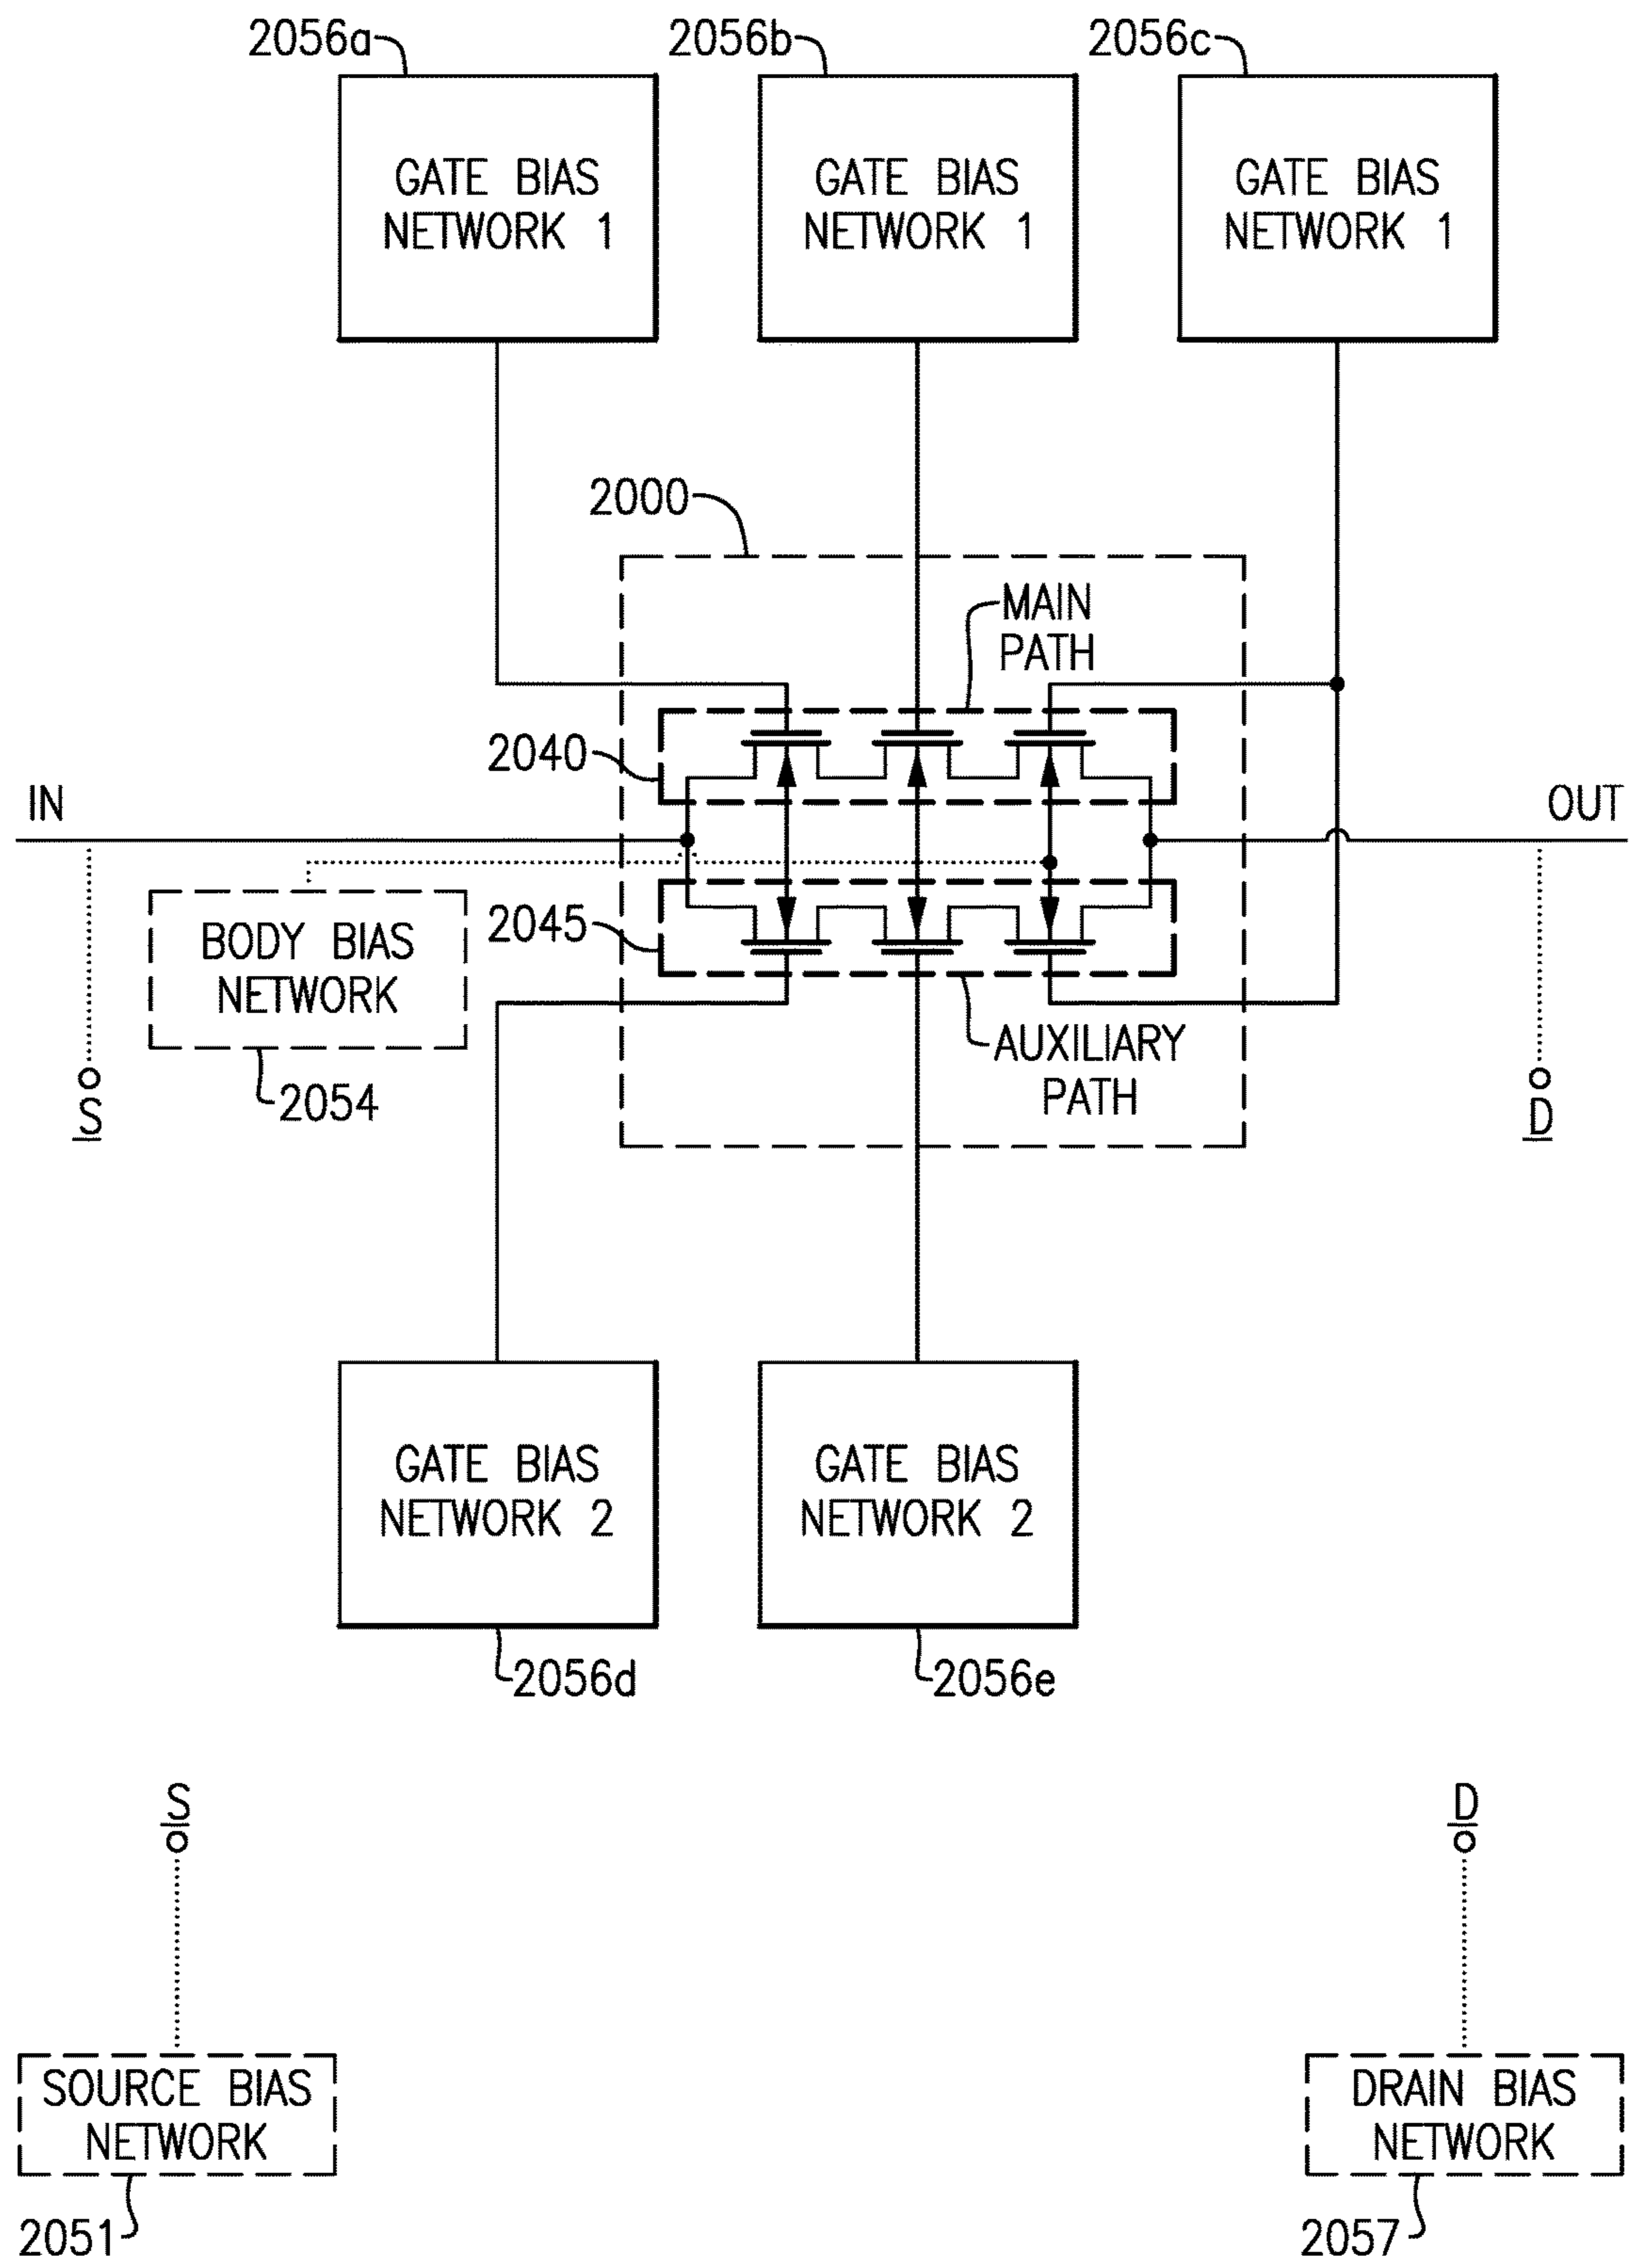 2056a
2056b
2056c
GATE BIAS
NETWORK 1
GATE BIAS
NETWORK 1
GATE BIAS
NETWORK 1
2000
MAIN
PATH
2040
IN
OUT
2045
BODY BIAS
NETWORK
AUXILIARY
PATH
2054
S
D
GATE BIAS
NETWORK 2
GATE BIAS
NETWORK 2
2056d
2056e
S
D
SOURCE BIAS
NETWORK
DRAIN BIAS
NETWORK
2051
2057